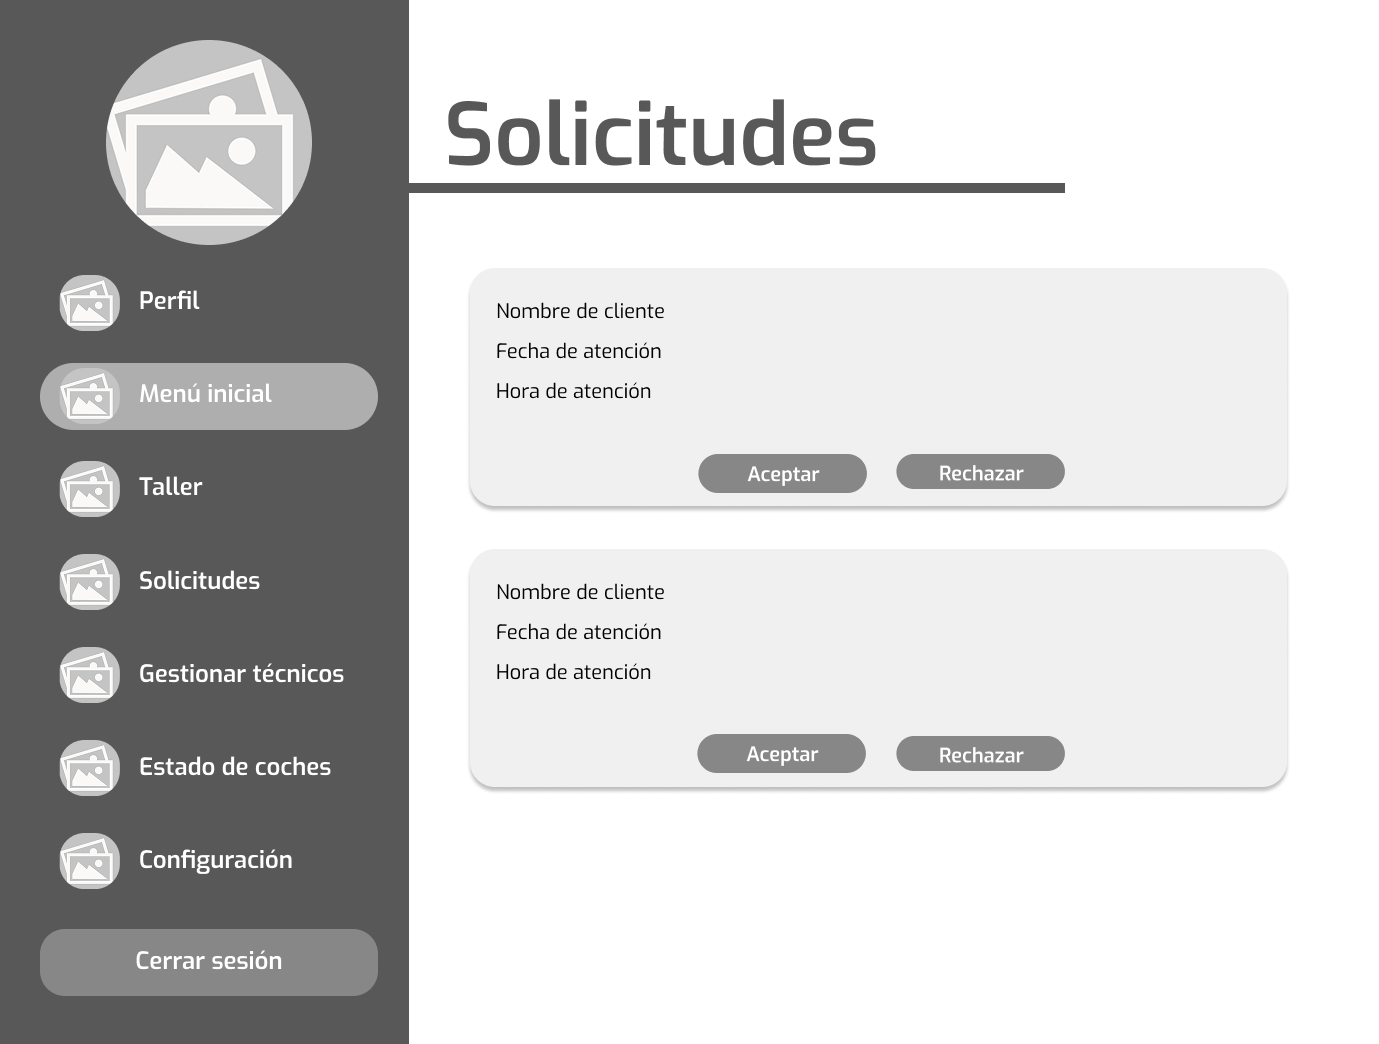 Perfil
Menú inicial
Taller
Solicitudes
Gestionar técnicos
Estado de coches
Configuración
Cerrar sesión
Solicitudes
Nombre de cliente
Fecha de atención
Hora de atención
Aceptar Rechazar
Nombre de cliente
Fecha de atención
Hora de atención
Aceptar Rechazar